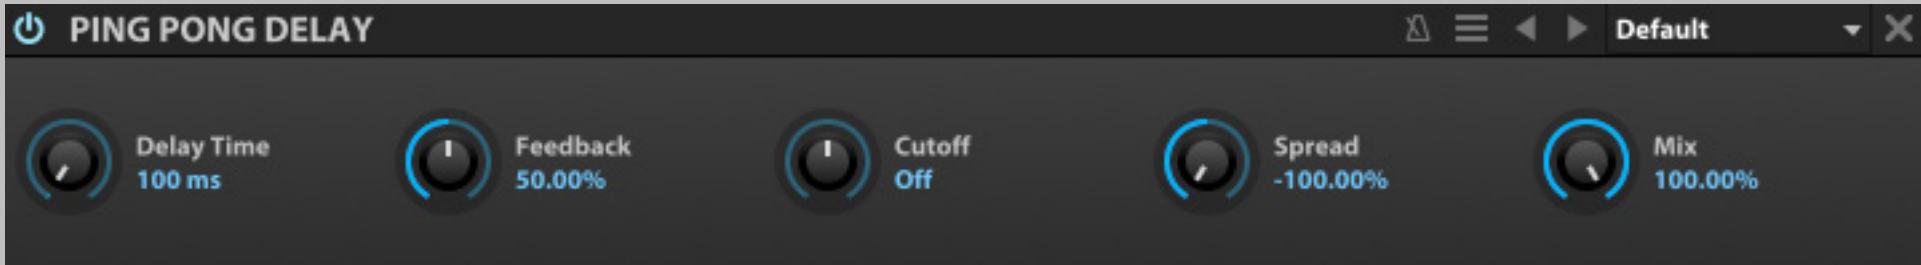 PING PONG DELAY
Default
Delay Time
100 ms
Feedback
50.00%
Cutoff
Off
Spread
-100.00%
Mix
100.00%